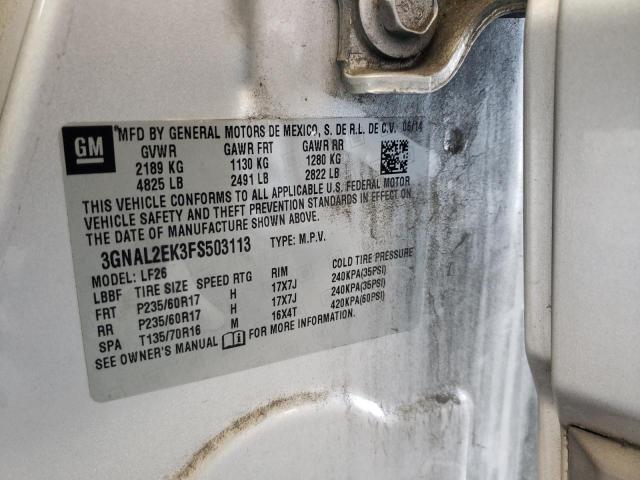 GM
MFD BY GENERAL MOTORS DE MEXICO, S. DE R.L. DE C.V. 06/14
GVWR GAWR FRT GAWR RR
2189 KG 1130 KG 1280 KG
4825 LB 2491 LB 2822 LB
THIS VEHICLE CONFORMS TO ALL APPLICABLE U.S. FEDERAL MOTOR
VEHICLE SAFETY AND THEFT PREVENTION STANDARDS IN EFFECT ON
THE DATE OF MANUFACTURE SHOWN ABOVE.
3GNAL2EK3FS503113 TYPE: M.P.V.
MODEL: LF26
LBBF TIRE SIZE SPEED RTG RIM COLD TIRE PRESSURE
FRT P235/60R17 H 17X7J 240KPA(35PSI)
RR P235/60R17 H 17X7J 240KPA(35PSI)
SPA T135/70R16 M 16X4T 420KPA(60PSI)
SEE OWNER'S MANUAL FOR MORE INFORMATION.